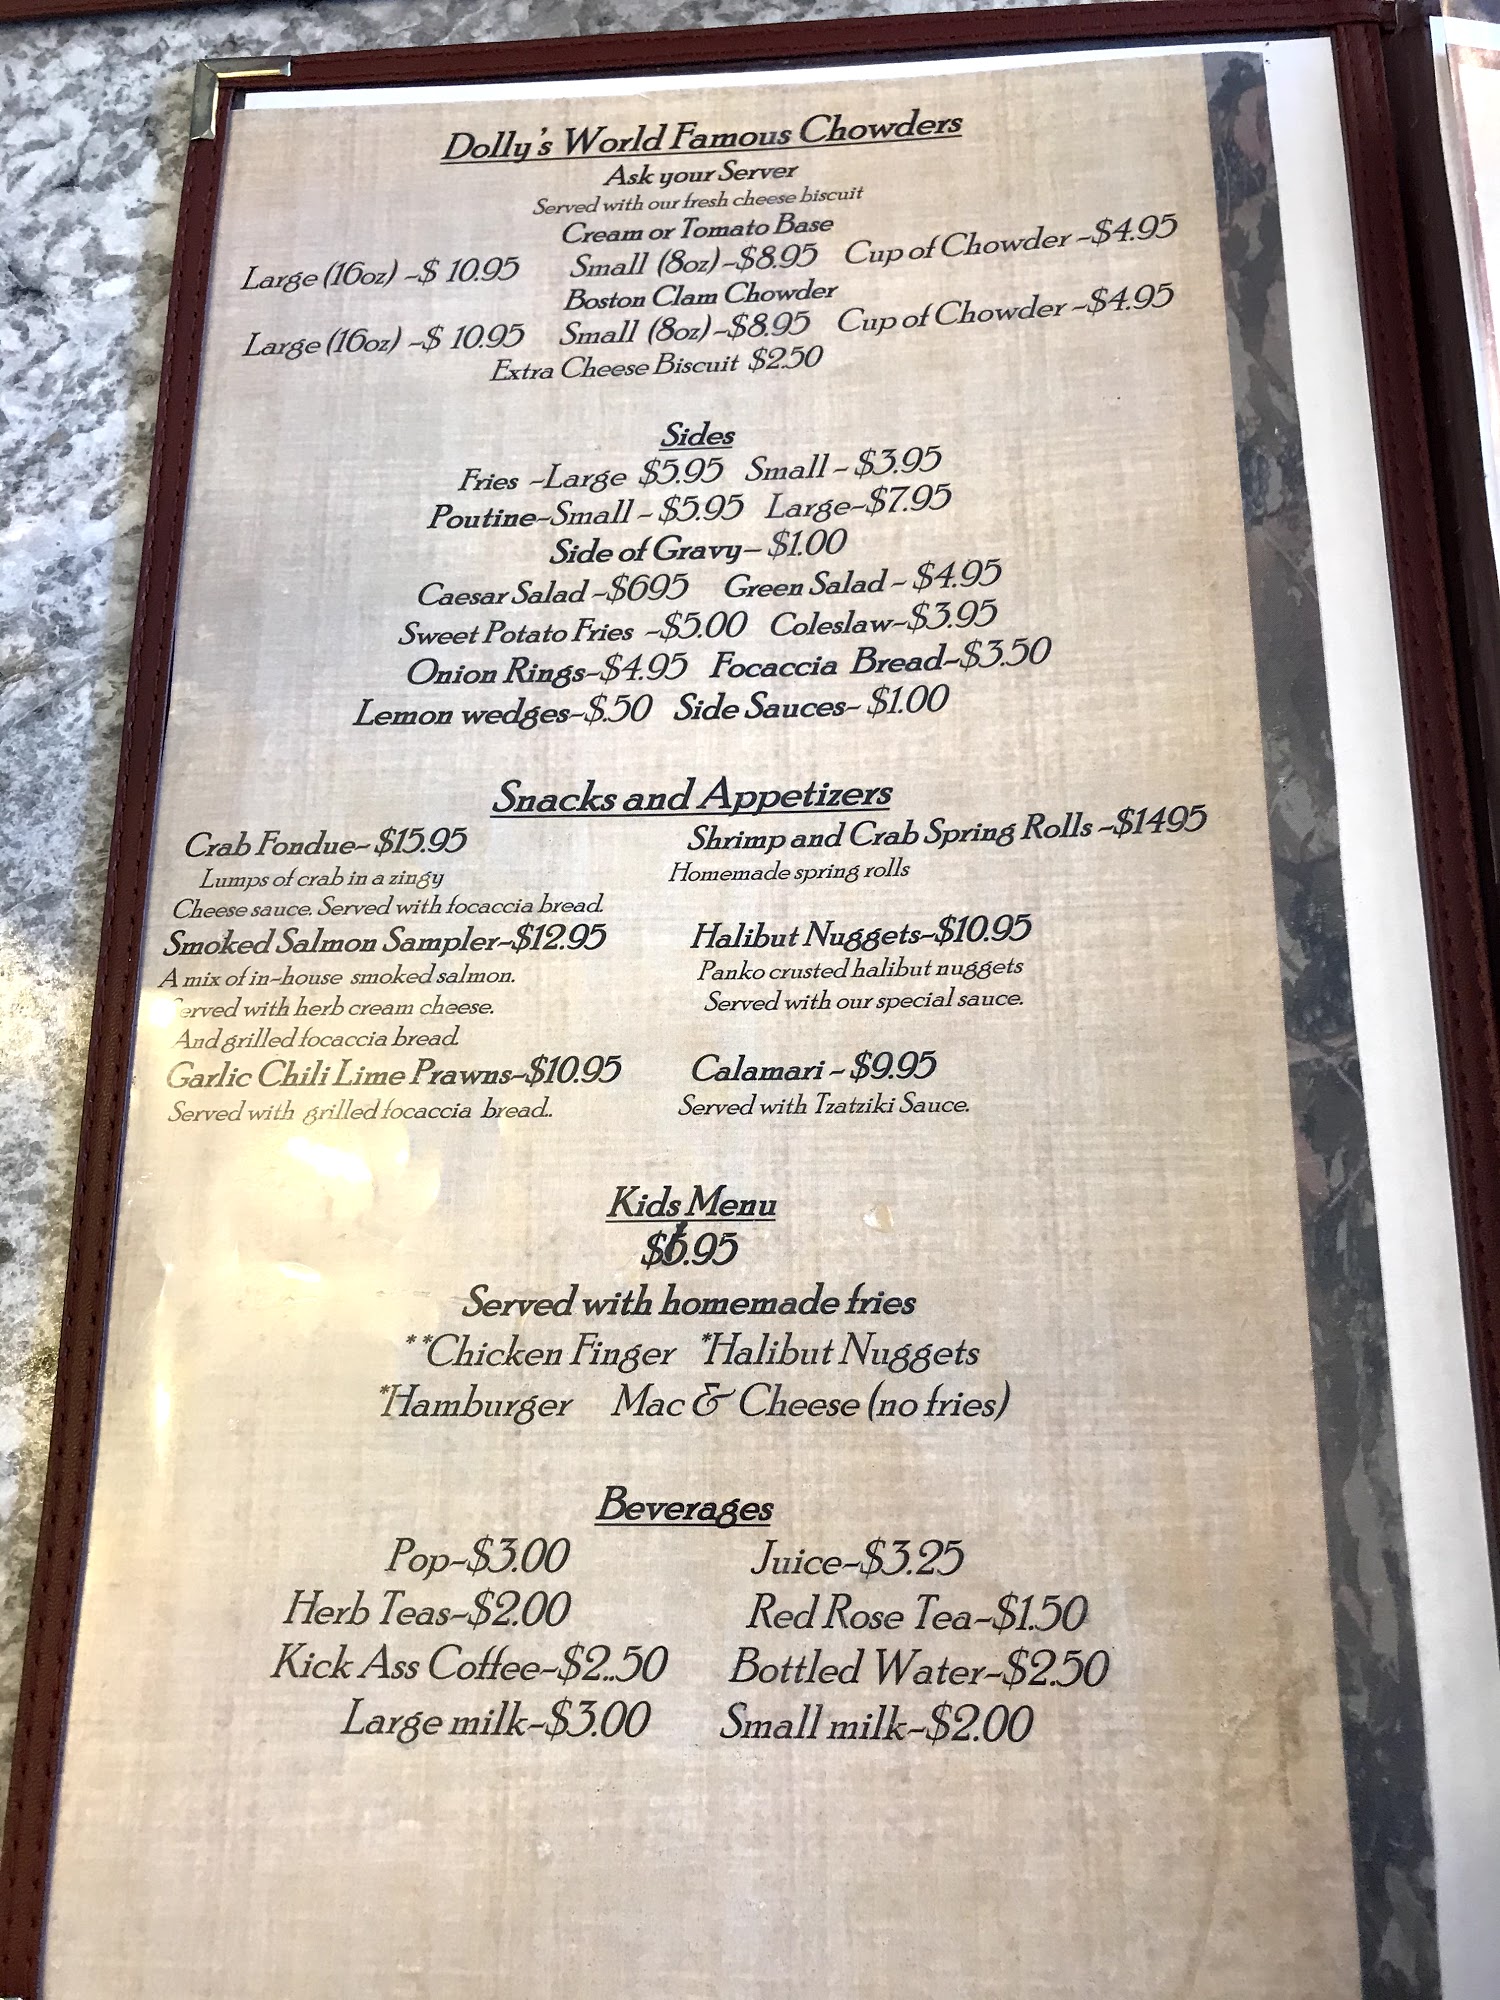 Dolly's World Famous Chowders
Ask your Server
Served with our fresh cheese biscuit
Cream or Tomato Base
Large (16oz) ~$ 10.95 Small (8oz) ~$8.95 Cup of Chowder ~$4.95
Boston Clam Chowder
Large (16oz) ~$ 10.95 Small (8oz) ~$8.95 Cup of Chowder ~$4.95
Extra Cheese Biscuit $2.50
Sides
Fries ~Large $5.95 Small ~ $3.95
Poutine~Small ~ $5.95 Large~$7.95
Side of Gravy~ $1.00
Caesar Salad ~$695 Green Salad ~ $4.95
Sweet Potato Fries ~$5.00 Coleslaw~$3.95
Onion Rings~$4.95 Focaccia Bread~$3.50
Lemon wedges~$.50 Side Sauces~ $1.00
Snacks and Appetizers
Crab Fondue~ $15.95 Shrimp and Crab Spring Rolls ~$1495
Lumps of crab in a zingy Homemade spring rolls
Cheese sauce. Served with focaccia bread.
Smoked Salmon Sampler~$12.95 Halibut Nuggets~$10.95
A mix of in~house smoked salmon. Panko crusted halibut nuggets
Served with herb cream cheese. Served with our special sauce.
And grilled focaccia bread.
Garlic Chili Lime Prawns~$10.95 Calamari ~ $9.95
Served with grilled focaccia bread.. Served with Tzatziki Sauce.
Kids Menu
$6.95
Served with homemade fries
**Chicken Finger *Halibut Nuggets
*Hamburger Mac & Cheese (no fries)
Beverages
Pop~$3.00 Juice~$3.25
Herb Teas~$2.00 Red Rose Tea~$1.50
Kick Ass Coffee~$2..50 Bottled Water~$2.50
Large milk~$3.00 Small milk~$2.00